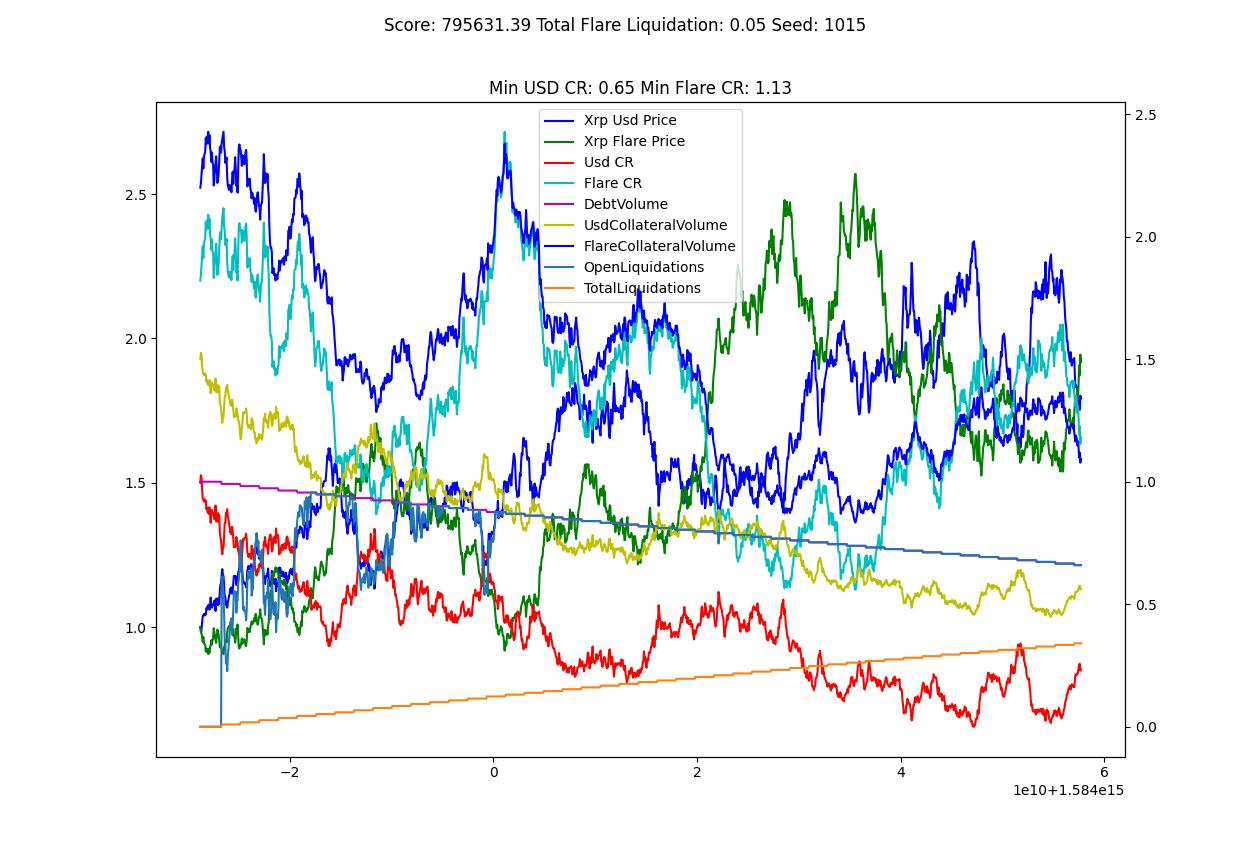 Score: 795631.39 Total Flare Liquidation: 0.05 Seed: 1015
Min USD CR: 0.65 Min Flare CR: 1.13
Xrp Usd Price
Xrp Flare Price
Usd CR
Flare CR
DebtVolume
UsdCollateralVolume
FlareCollateralVolume
OpenLiquidations
TotalLiquidations
2.5
2.0
1.5
1.0
2.5
2.0
1.5
1.0
0.5
0.0
−2 0 2 4 6
1e10+1.584e15